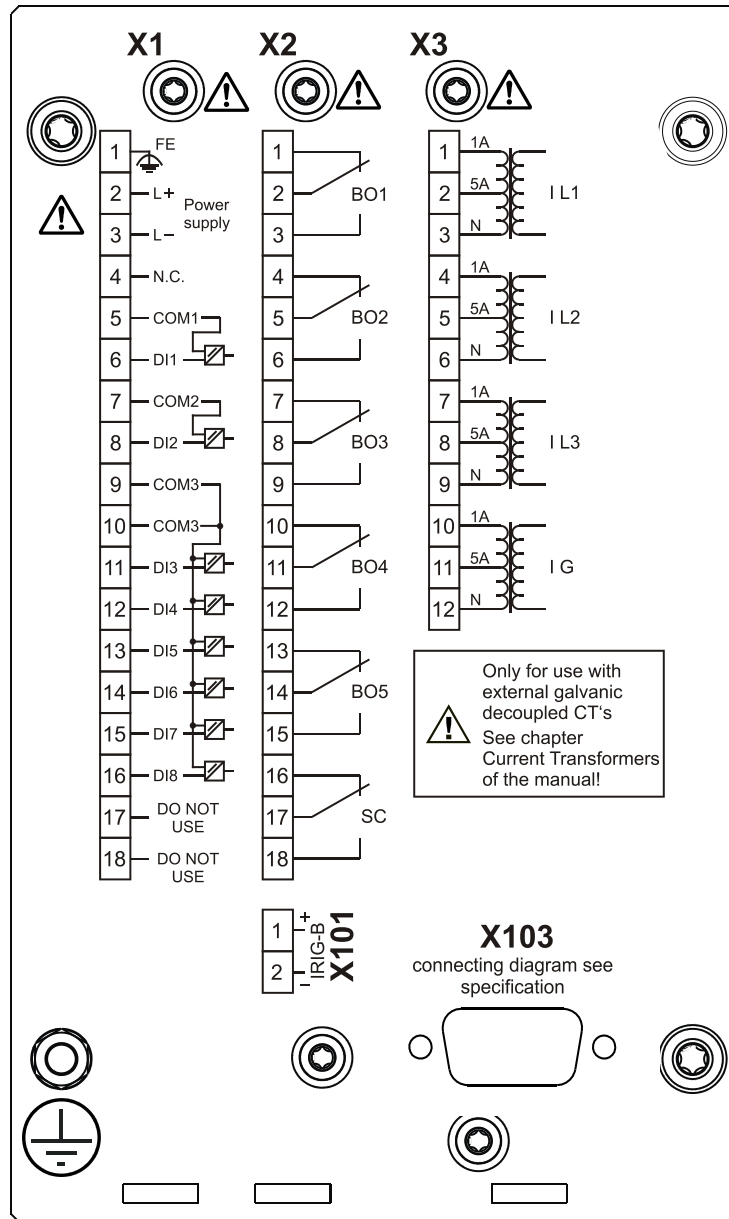 X1 X2 X3
1 FE
2 L+ Power
3 L– supply
4 N.C.
5 COM1
6 DI1
7 COM2
8 DI2
9 COM3
10 COM3
11 DI3
12 DI4
13 DI5
14 DI6
15 DI7
16 DI8
17 DO NOT
USE
18 DO NOT
USE
1
2 BO1
3
4
5 BO2
6
7
8 BO3
9
10
11 BO4
12
13
14 BO5
15
16
17 SC
18
1 1A
2 5A I L1
3 N
4 1A
5 5A I L2
6 N
7 1A
8 5A I L3
9 N
10 1A
11 5A I G
12 N
Only for use with
external galvanic
decoupled CT‘s
See chapter
Current Transformers
of the manual!
1 +
2 –
IRIG-B
X101
X103
connecting diagram see
specification